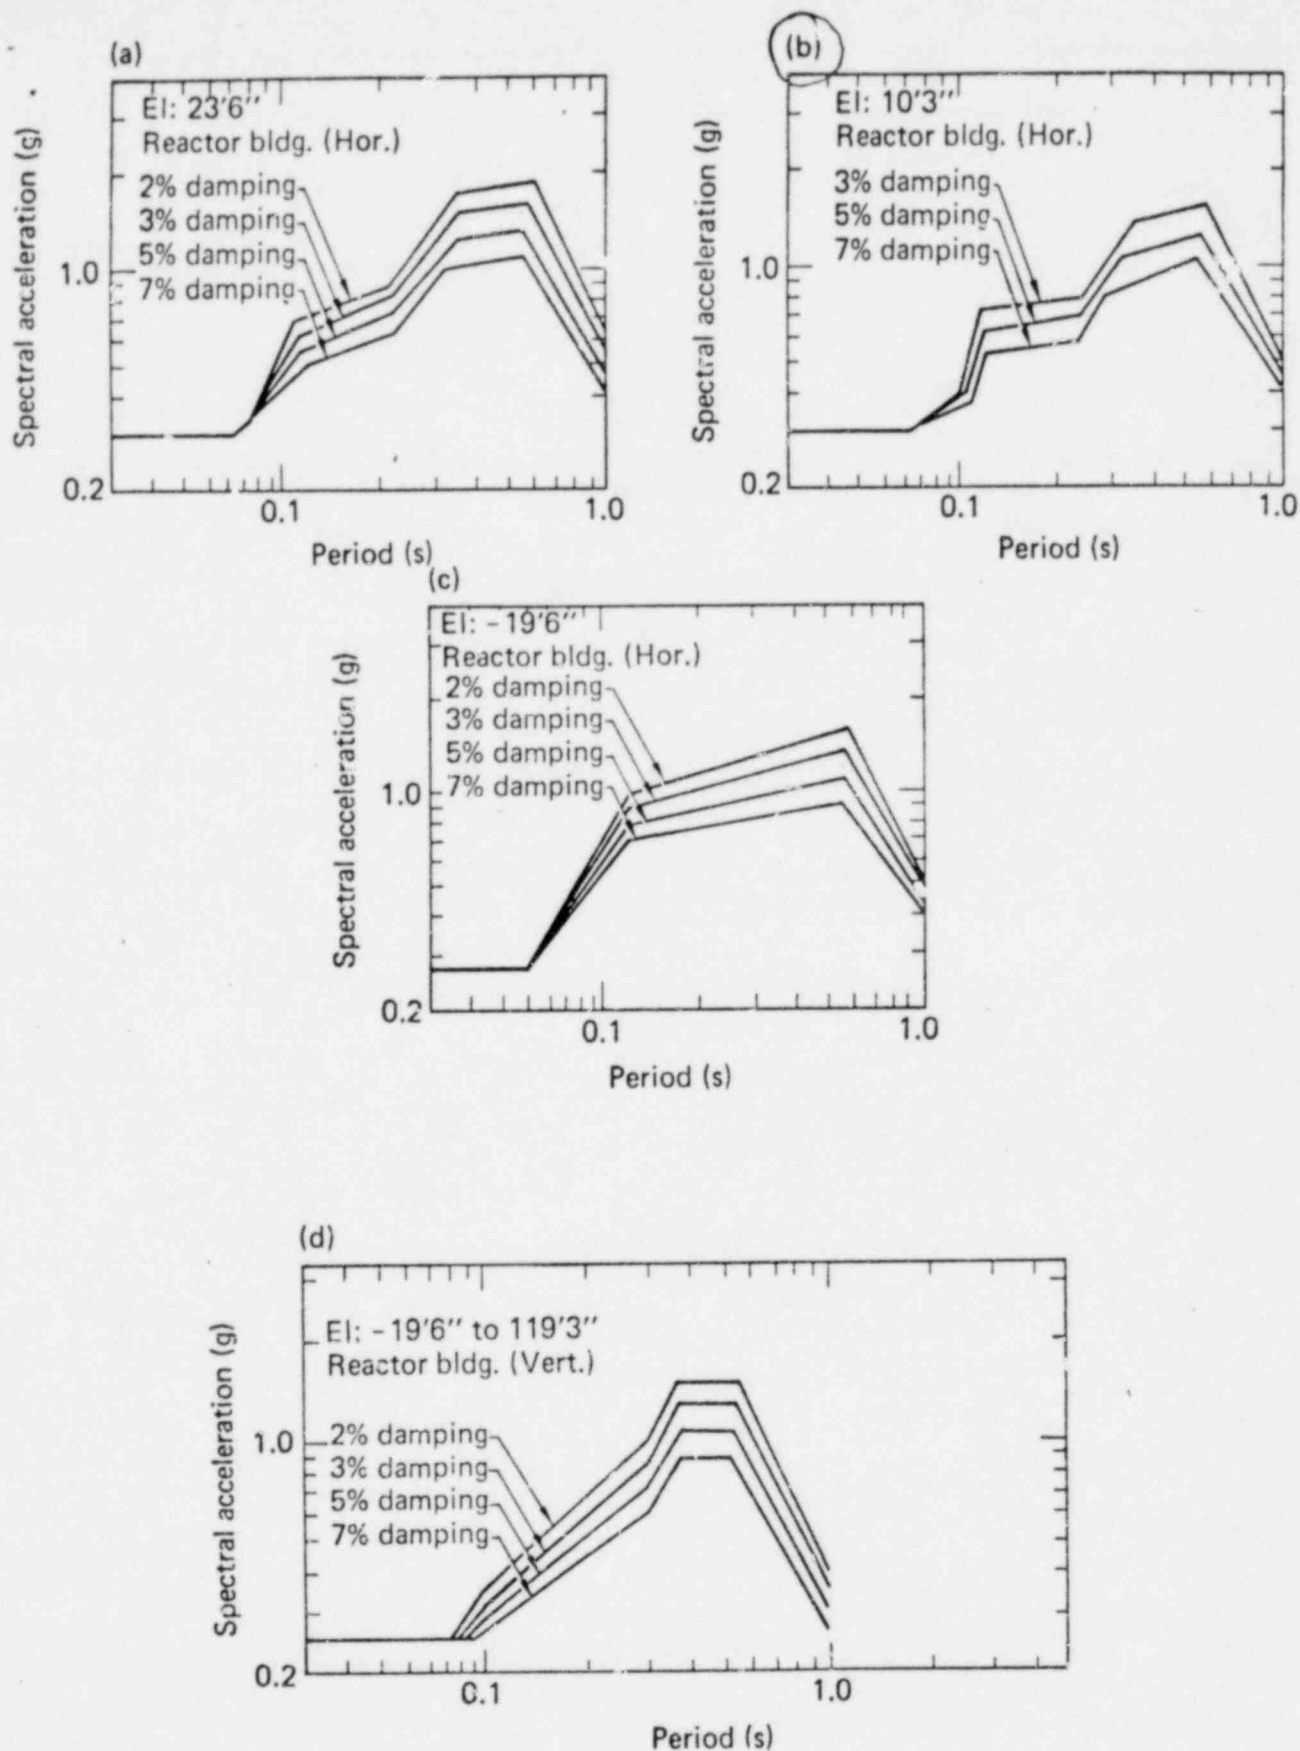 (a)
El: 23'6''
Reactor bldg. (Hor.)
2% damping
3% damping
5% damping
7% damping
Spectral acceleration (g)
1.0
0.2
0.1
1.0
Period (s)
(b)
El: 10'3''
Reactor bldg. (Hor.)
3% damping
5% damping
7% damping
Spectral acceleration (g)
1.0
0.2
0.1
1.0
Period (s)
(c)
El: -19'6''
Reactor bldg. (Hor.)
2% damping
3% damping
5% damping
7% damping
Spectral acceleration (g)
1.0
0.2
0.1
1.0
Period (s)
(d)
El: -19'6'' to 119'3''
Reactor bldg. (Vert.)
2% damping
3% damping
5% damping
7% damping
Spectral acceleration (g)
1.0
0.2
0.1
1.0
Period (s)